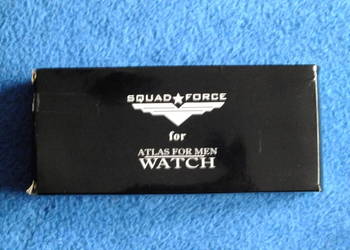 SQUAD★FORCE
for
ATLAS FOR MEN
WATCH